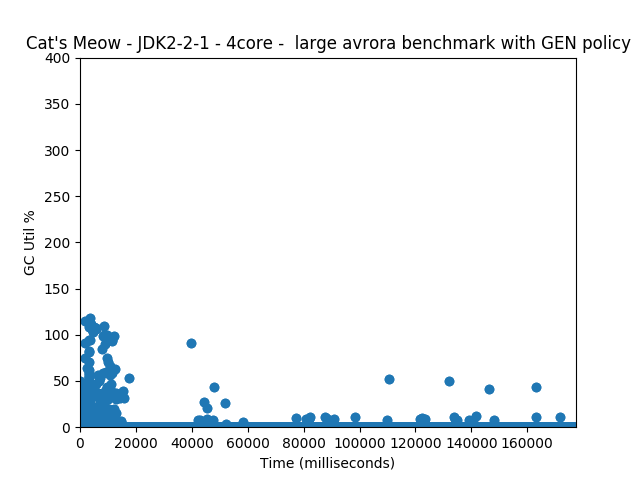 Cat's Meow - JDK2-2-1 - 4core -  large avrora benchmark with GEN policy
400
350
300
250
200
150
100
50
0
GC Util %
0 20000 40000 60000 80000 100000 120000 140000 160000
Time (milliseconds)